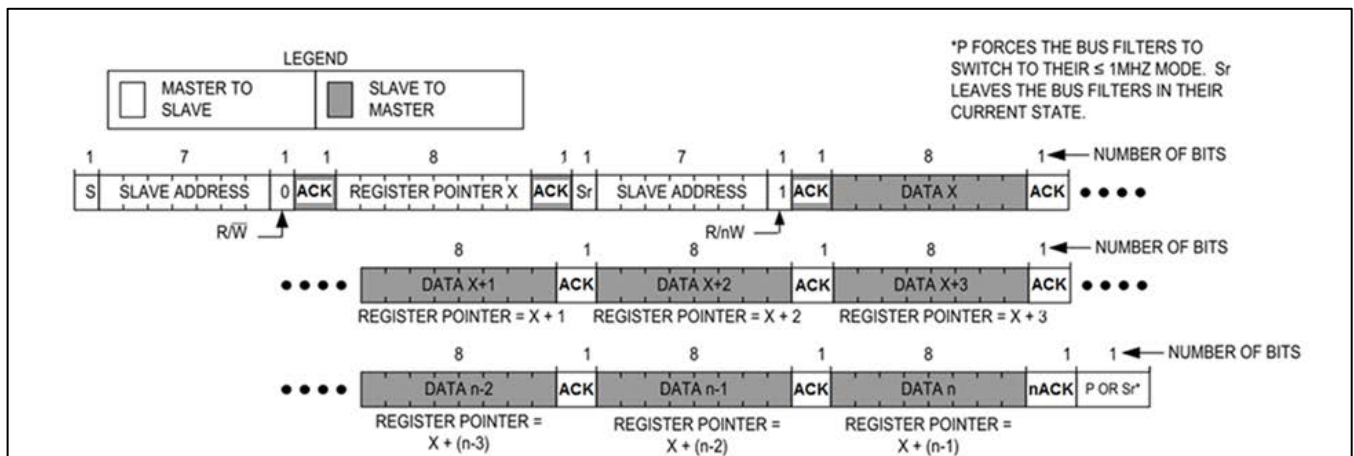 LEGEND
MASTER TO
SLAVE
SLAVE TO
MASTER
*P FORCES THE BUS FILTERS TO
SWITCH TO THEIR ≤ 1MHZ MODE. Sr
LEAVES THE BUS FILTERS IN THEIR
CURRENT STATE.
1 7 1 1 8 1 1 7 1 1 8 1 NUMBER OF BITS
S SLAVE ADDRESS 0 ACK REGISTER POINTER X ACK Sr SLAVE ADDRESS 1 ACK DATA X ACK
R/W̅ R/nW
8 1 8 1 8 1 NUMBER OF BITS
DATA X+1 ACK DATA X+2 ACK DATA X+3 ACK
REGISTER POINTER = X + 1 REGISTER POINTER = X + 2 REGISTER POINTER = X + 3
8 1 8 1 8 1 1 NUMBER OF BITS
DATA n-2 ACK DATA n-1 ACK DATA n nACK P OR Sr*
REGISTER POINTER = REGISTER POINTER = REGISTER POINTER =
X + (n-3) X + (n-2) X + (n-1)